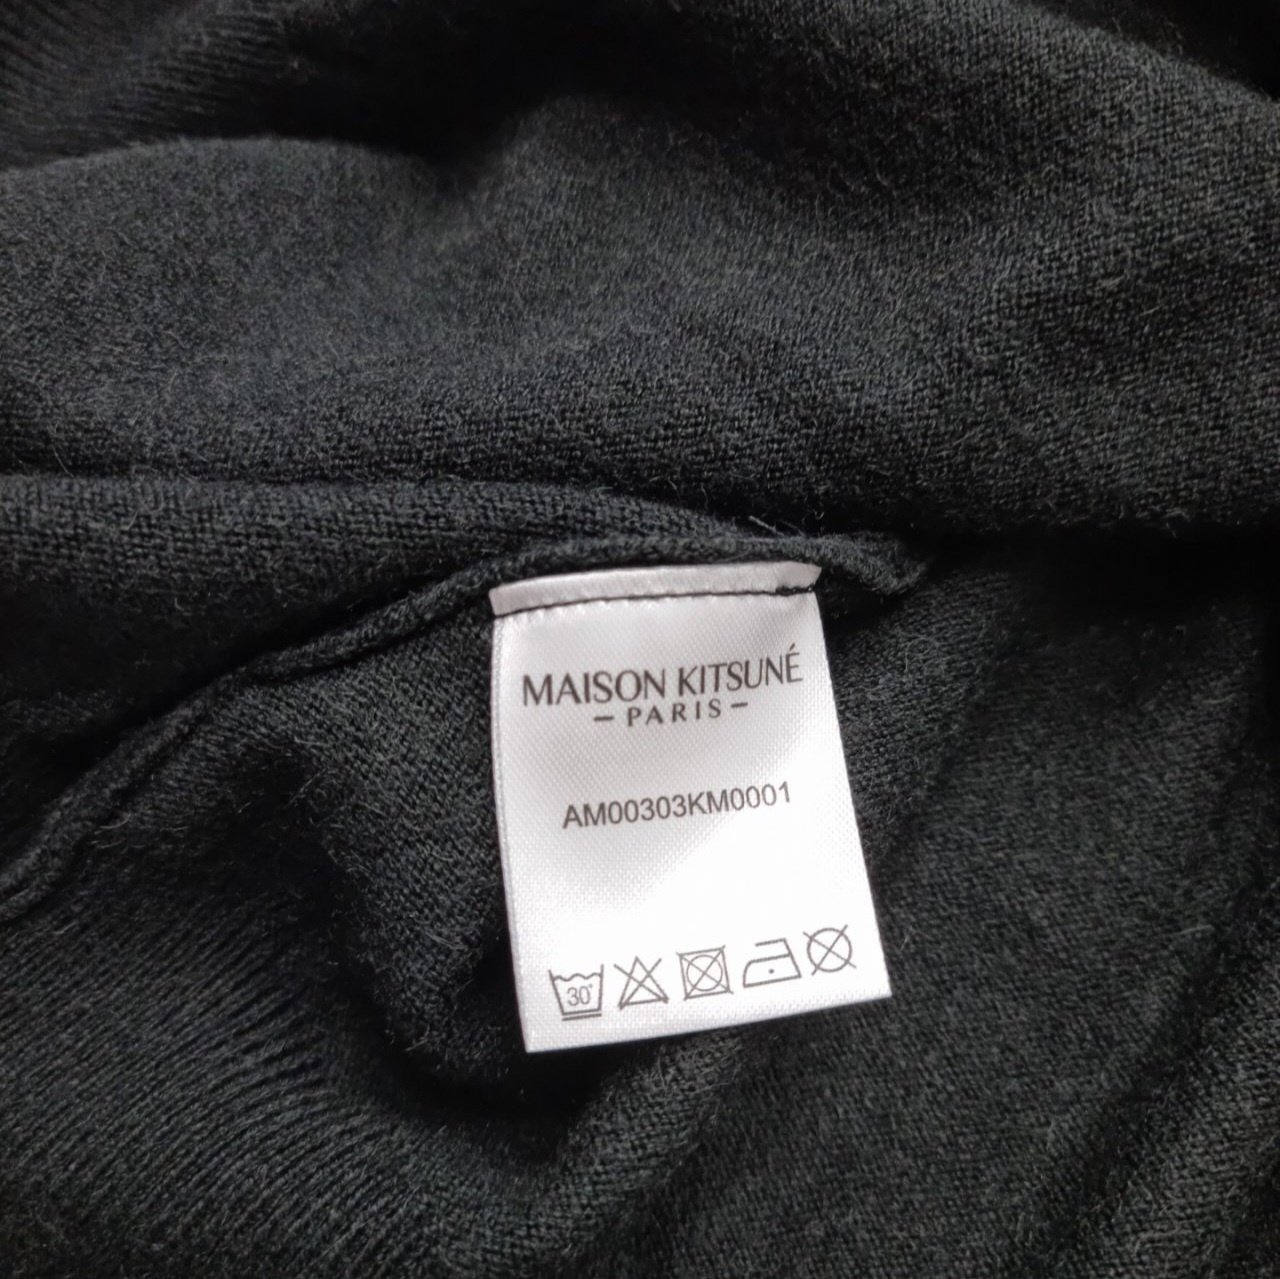 MAISON KITSUNÉ
– PARIS –
AM00303KM0001
30°